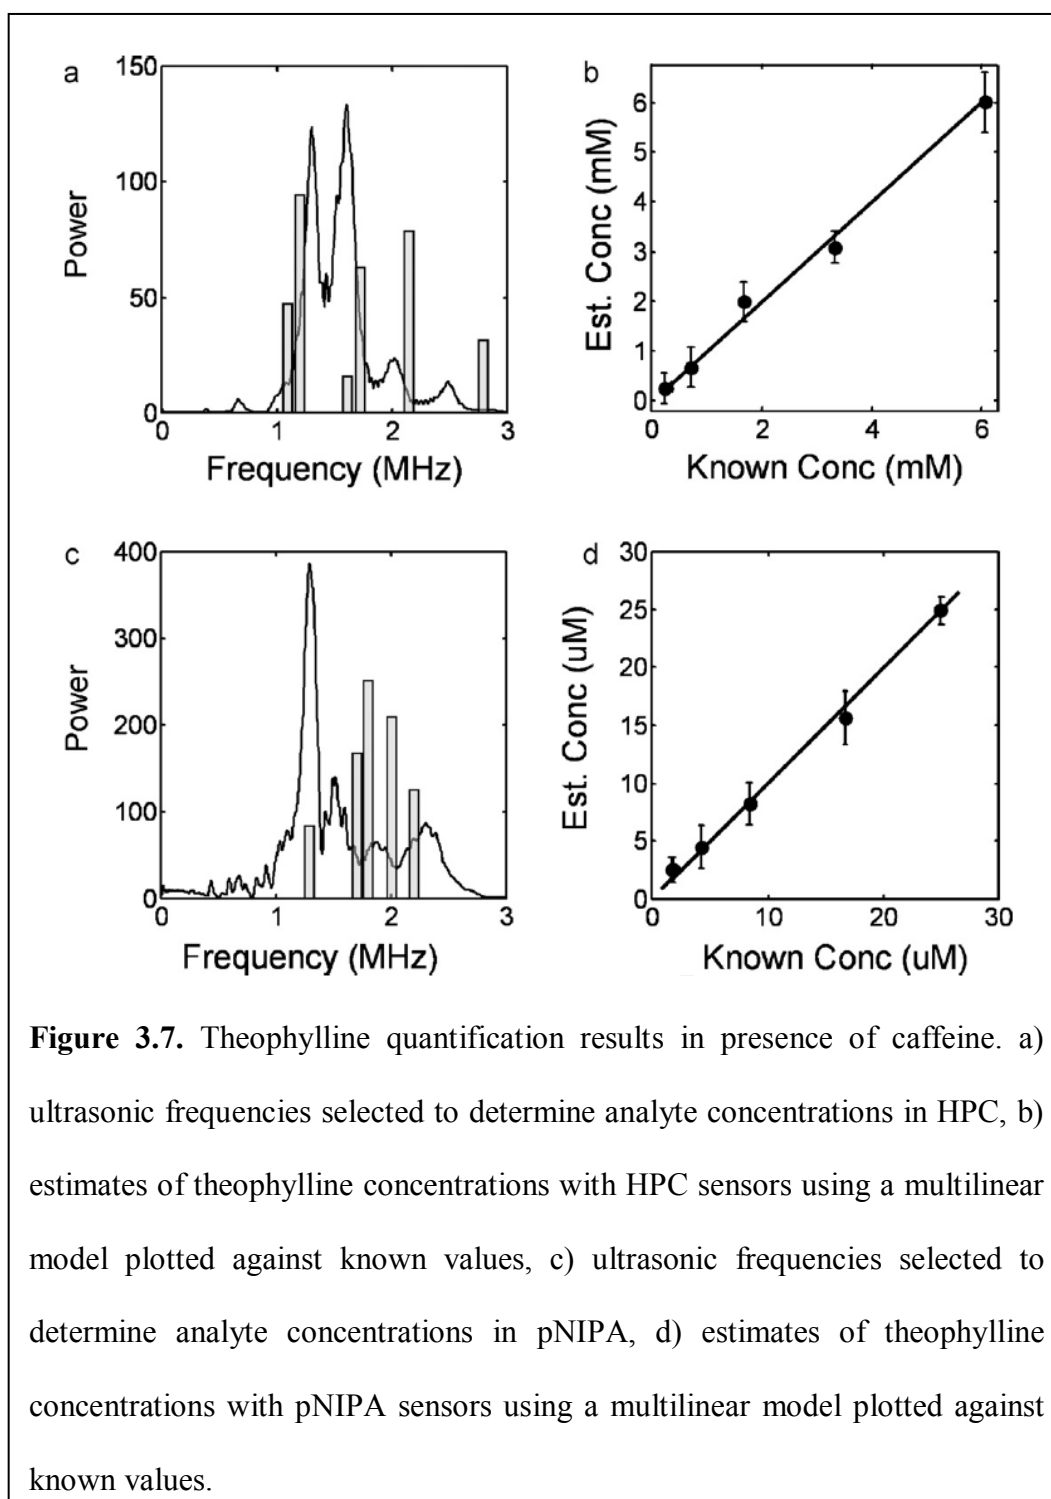 a
150
100
50
0
Power
0 1 2 3
Frequency (MHz)
b
6
5
4
3
2
1
0
Est. Conc (mM)
0 2 4 6
Known Conc (mM)
c
400
300
200
100
0
Power
0 1 2 3
Frequency (MHz)
d
30
25
20
15
10
5
0
Est. Conc (uM)
0 10 20 30
Known Conc (uM)
Figure 3.7. Theophylline quantification results in presence of caffeine. a)
ultrasonic frequencies selected to determine analyte concentrations in HPC, b)
estimates of theophylline concentrations with HPC sensors using a multilinear
model plotted against known values, c) ultrasonic frequencies selected to
determine analyte concentrations in pNIPA, d) estimates of theophylline
concentrations with pNIPA sensors using a multilinear model plotted against
known values.